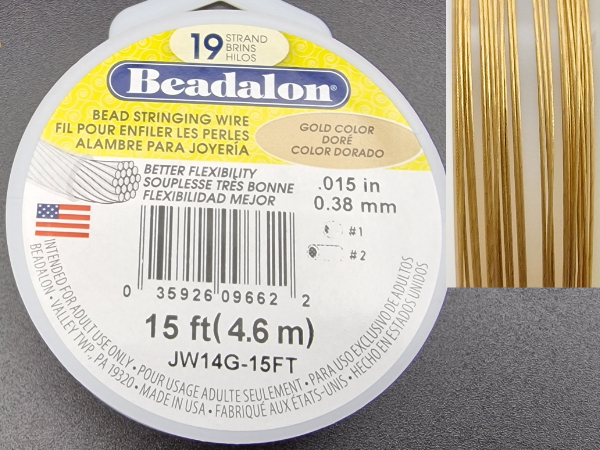 19 STRAND
BRINS
HILOS
Beadalon®
BEAD STRINGING WIRE
FIL POUR ENFILER LES PERLES
ALAMBRE PARA JOYERÍA
GOLD COLOR
DORÉ
COLOR DORADO
BETTER FLEXIBILITY
SOUPLESSE TRÈS BONNE
FLEXIBILIDAD MEJOR
.015 in
0.38 mm
#1
#2
0 35926 09662 2
15 ft(4.6 m)
JW14G-15FT
INTENDED FOR ADULT USE ONLY • POUR USAGE ADULTE SEULEMENT • PARA USO EXCLUSIVO DE ADULTOS
BEADALON • VALLEY TWP., PA 19320 • MADE IN USA • FABRIQUÉ AUX ÉTATS-UNIS • HECHO EN ESTADOS UNIDOS